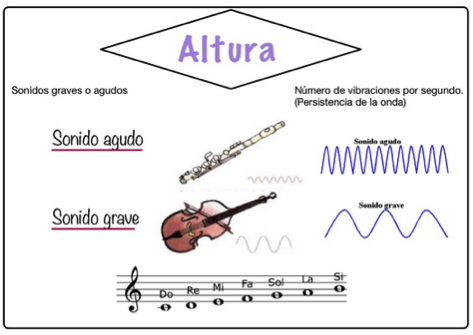 Altura
Sonidos graves o agudos
Número de vibraciones por segundo.
(Persistencia de la onda)
Sonido agudo
Sonido agudo
Sonido grave
Sonido grave
Do Re Mi Fa Sol La Si